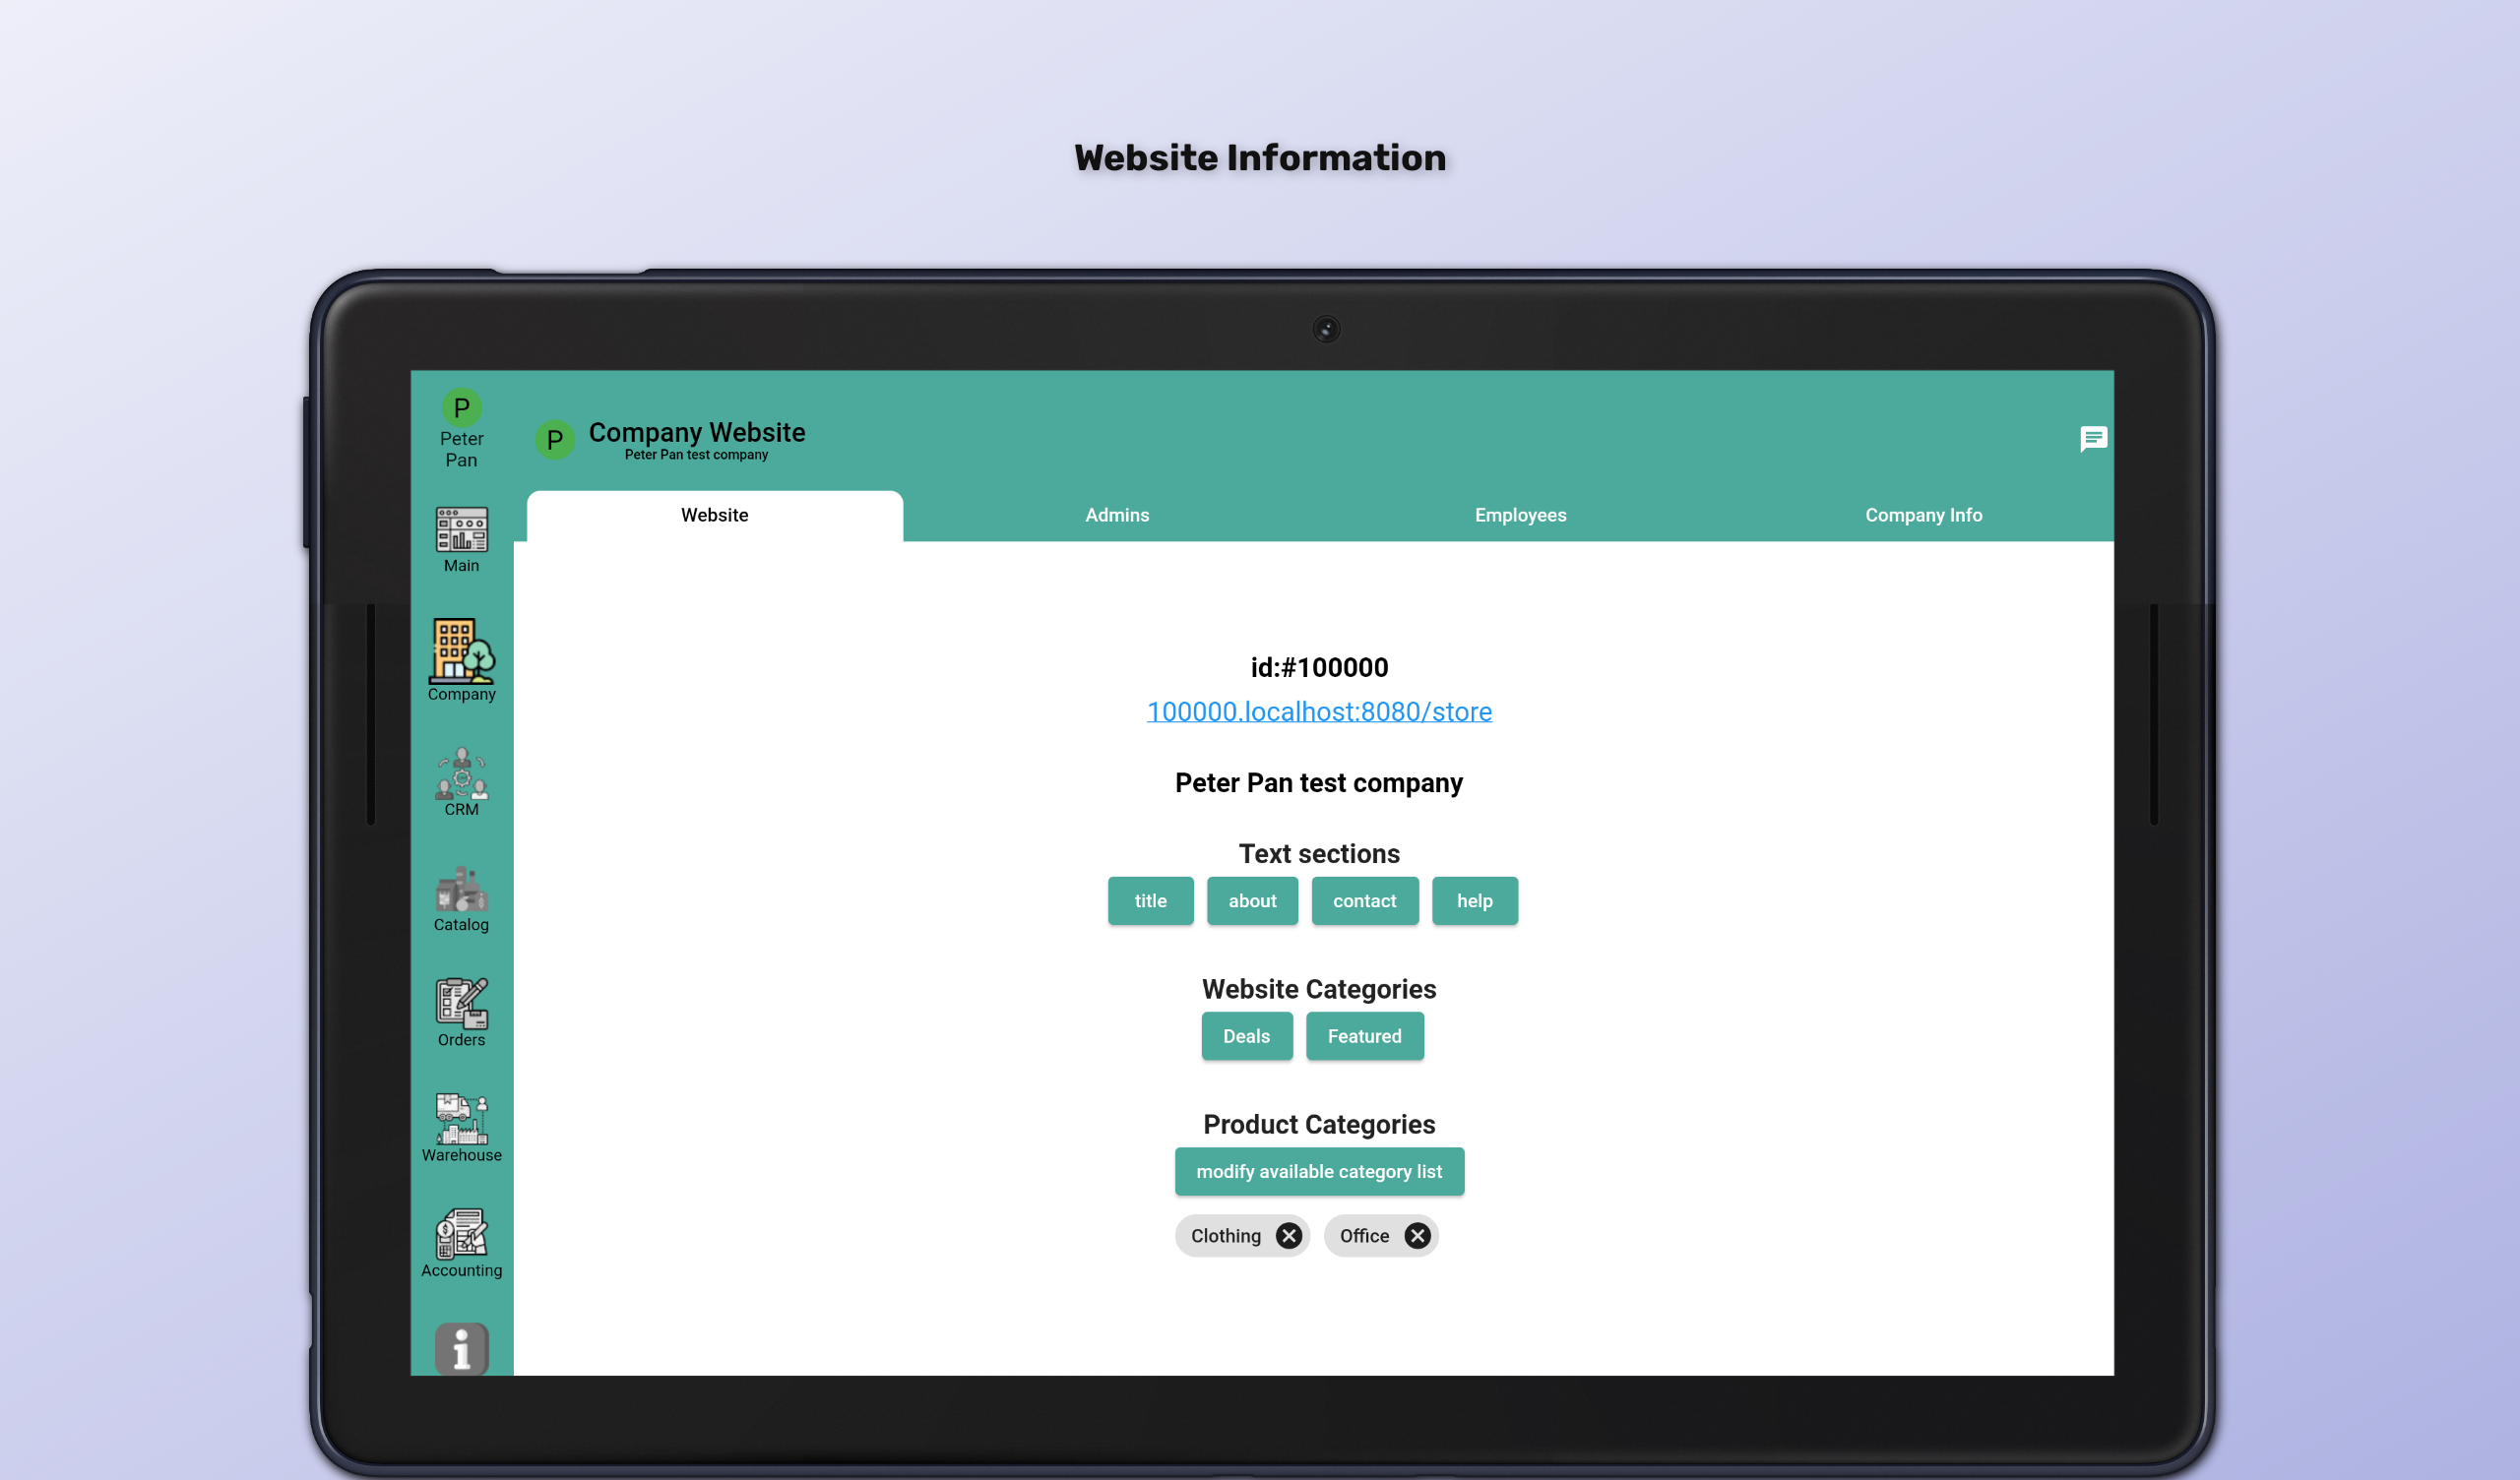 Website Information
P
Peter
Pan
P
Company Website
Peter Pan test company
Website
Admins
Employees
Company Info
Main
Company
CRM
Catalog
Orders
Warehouse
Accounting
id:#100000
100000.localhost:8080/store
Peter Pan test company
Text sections
title about contact help
Website Categories
Deals Featured
Product Categories
modify available category list
Clothing Office